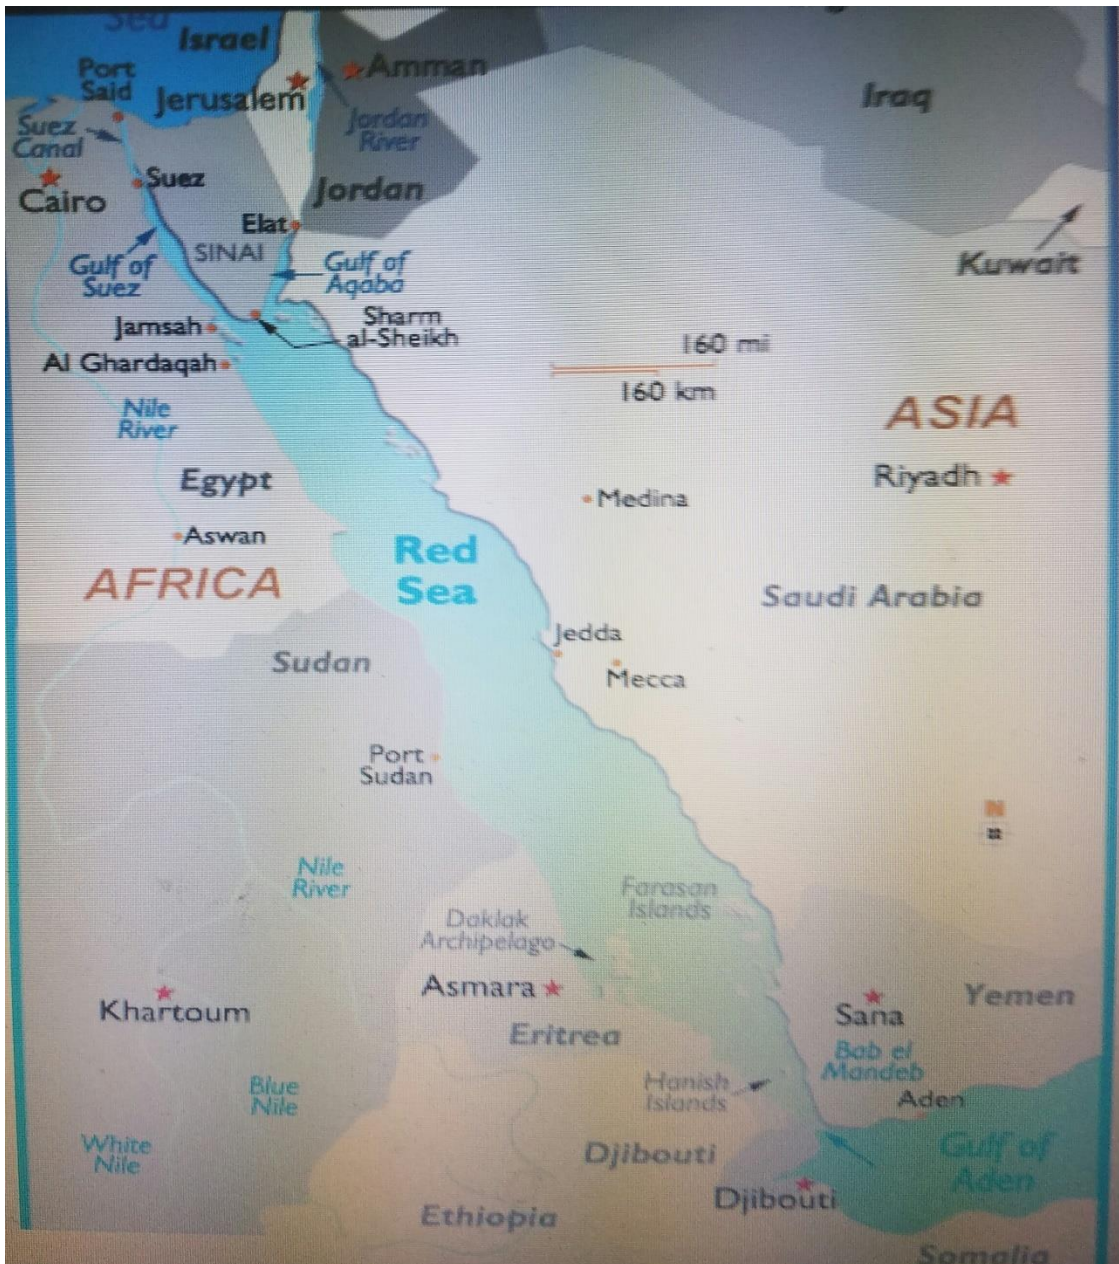 Sea
Israel
Port
Said
Jerusalem
Amman
Iraq
Suez
Canal
Jordan
River
Cairo
Suez
Jordan
Elat
SINAI
Gulf of
Suez
Gulf of
Aqaba
Kuwait
Jamsah
Sharm
al-Sheikh
Al Ghardaqah
160 mi
160 km
Nile
River
ASIA
Egypt
Riyadh
Medina
Aswan
Red
Sea
AFRICA
Saudi Arabia
Jedda
Sudan
Mecca
Port
Sudan
N
Nile
River
Farasan
Islands
Daklak
Archipelago
Asmara
Khartoum
Sana
Yemen
Eritrea
Bab el
Mandeb
Hanish
Islands
Aden
Blue
Nile
White
Nile
Djibouti
Gulf of
Aden
Djibouti
Ethiopia
Somalia